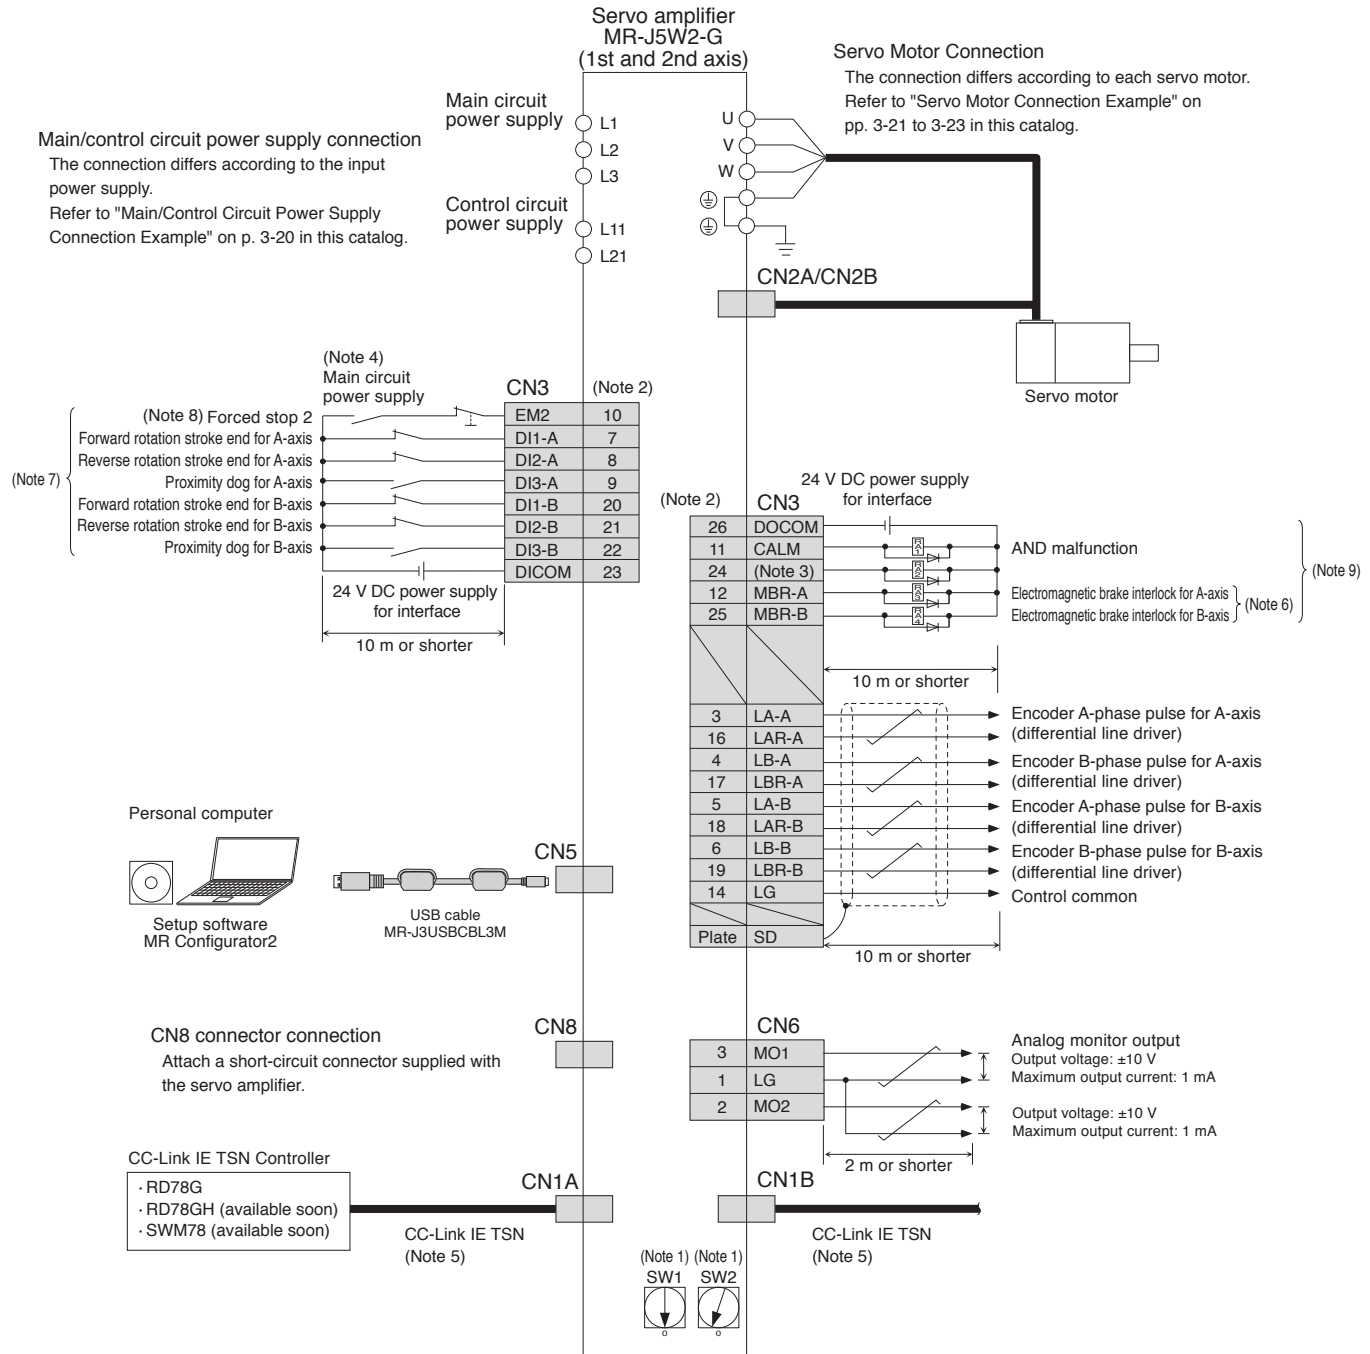 Servo amplifier
MR-J5W2-G
(1st and 2nd axis)
Servo Motor Connection
The connection differs according to each servo motor.
Refer to "Servo Motor Connection Example" on
pp. 3-21 to 3-23 in this catalog.
Main circuit
power supply
L1
L2
L3
Control circuit
power supply
L11
L21
U
V
W
Main/control circuit power supply connection
The connection differs according to the input
power supply.
Refer to "Main/Control Circuit Power Supply
Connection Example" on p. 3-20 in this catalog.
CN2A/CN2B
Servo motor
(Note 4)
Main circuit
power supply
CN3
(Note 2)
(Note 8) Forced stop 2
EM2 10
Forward rotation stroke end for A-axis
DI1-A 7
Reverse rotation stroke end for A-axis
DI2-A 8
(Note 7)
Proximity dog for A-axis
DI3-A 9
Forward rotation stroke end for B-axis
DI1-B 20
Reverse rotation stroke end for B-axis
DI2-B 21
Proximity dog for B-axis
DI3-B 22
DICOM 23
24 V DC power supply
for interface
10 m or shorter
24 V DC power supply
for interface
(Note 2)
CN3
26 DOCOM
11 CALM
RA1
AND malfunction
24 (Note 3)
RA2
12 MBR-A
RA3
Electromagnetic brake interlock for A-axis
25 MBR-B
RA4
Electromagnetic brake interlock for B-axis
(Note 6)
(Note 9)
10 m or shorter
3 LA-A
Encoder A-phase pulse for A-axis
16 LAR-A
(differential line driver)
4 LB-A
Encoder B-phase pulse for A-axis
17 LBR-A
(differential line driver)
5 LA-B
Encoder A-phase pulse for B-axis
18 LAR-B
(differential line driver)
6 LB-B
Encoder B-phase pulse for B-axis
19 LBR-B
(differential line driver)
14 LG
Control common
Plate SD
10 m or shorter
Personal computer
Setup software
MR Configurator2
USB cable
MR-J3USBCBL3M
CN5
CN8 connector connection
Attach a short-circuit connector supplied with
the servo amplifier.
CN8
CN6
3 MO1
1 LG
2 MO2
Analog monitor output
Output voltage: ±10 V
Maximum output current: 1 mA
Output voltage: ±10 V
Maximum output current: 1 mA
2 m or shorter
CC-Link IE TSN Controller
· RD78G
· RD78GH (available soon)
· SWM78 (available soon)
CN1A
CC-Link IE TSN
(Note 5)
CN1B
CC-Link IE TSN
(Note 5)
(Note 1) (Note 1)
SW1 SW2
0 0